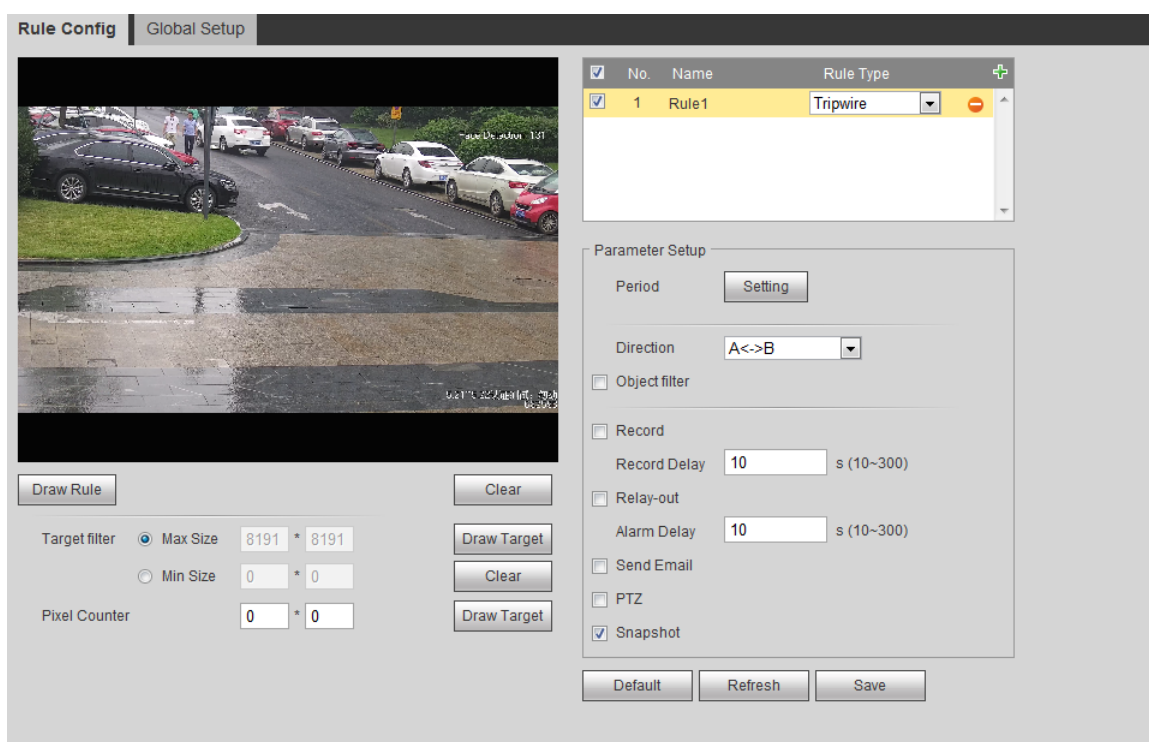 Rule Config Global Setup
No. Name Rule Type
1 Rule1 Tripwire
Parameter Setup
Period Setting
Direction A<->B
Object filter
Record
Record Delay 10 s (10~300)
Relay-out
Alarm Delay 10 s (10~300)
Send Email
PTZ
Snapshot
Default Refresh Save
Draw Rule Clear
Target filter Max Size 8191 * 8191 Draw Target
Min Size 0 * 0 Clear
Pixel Counter 0 * 0 Draw Target